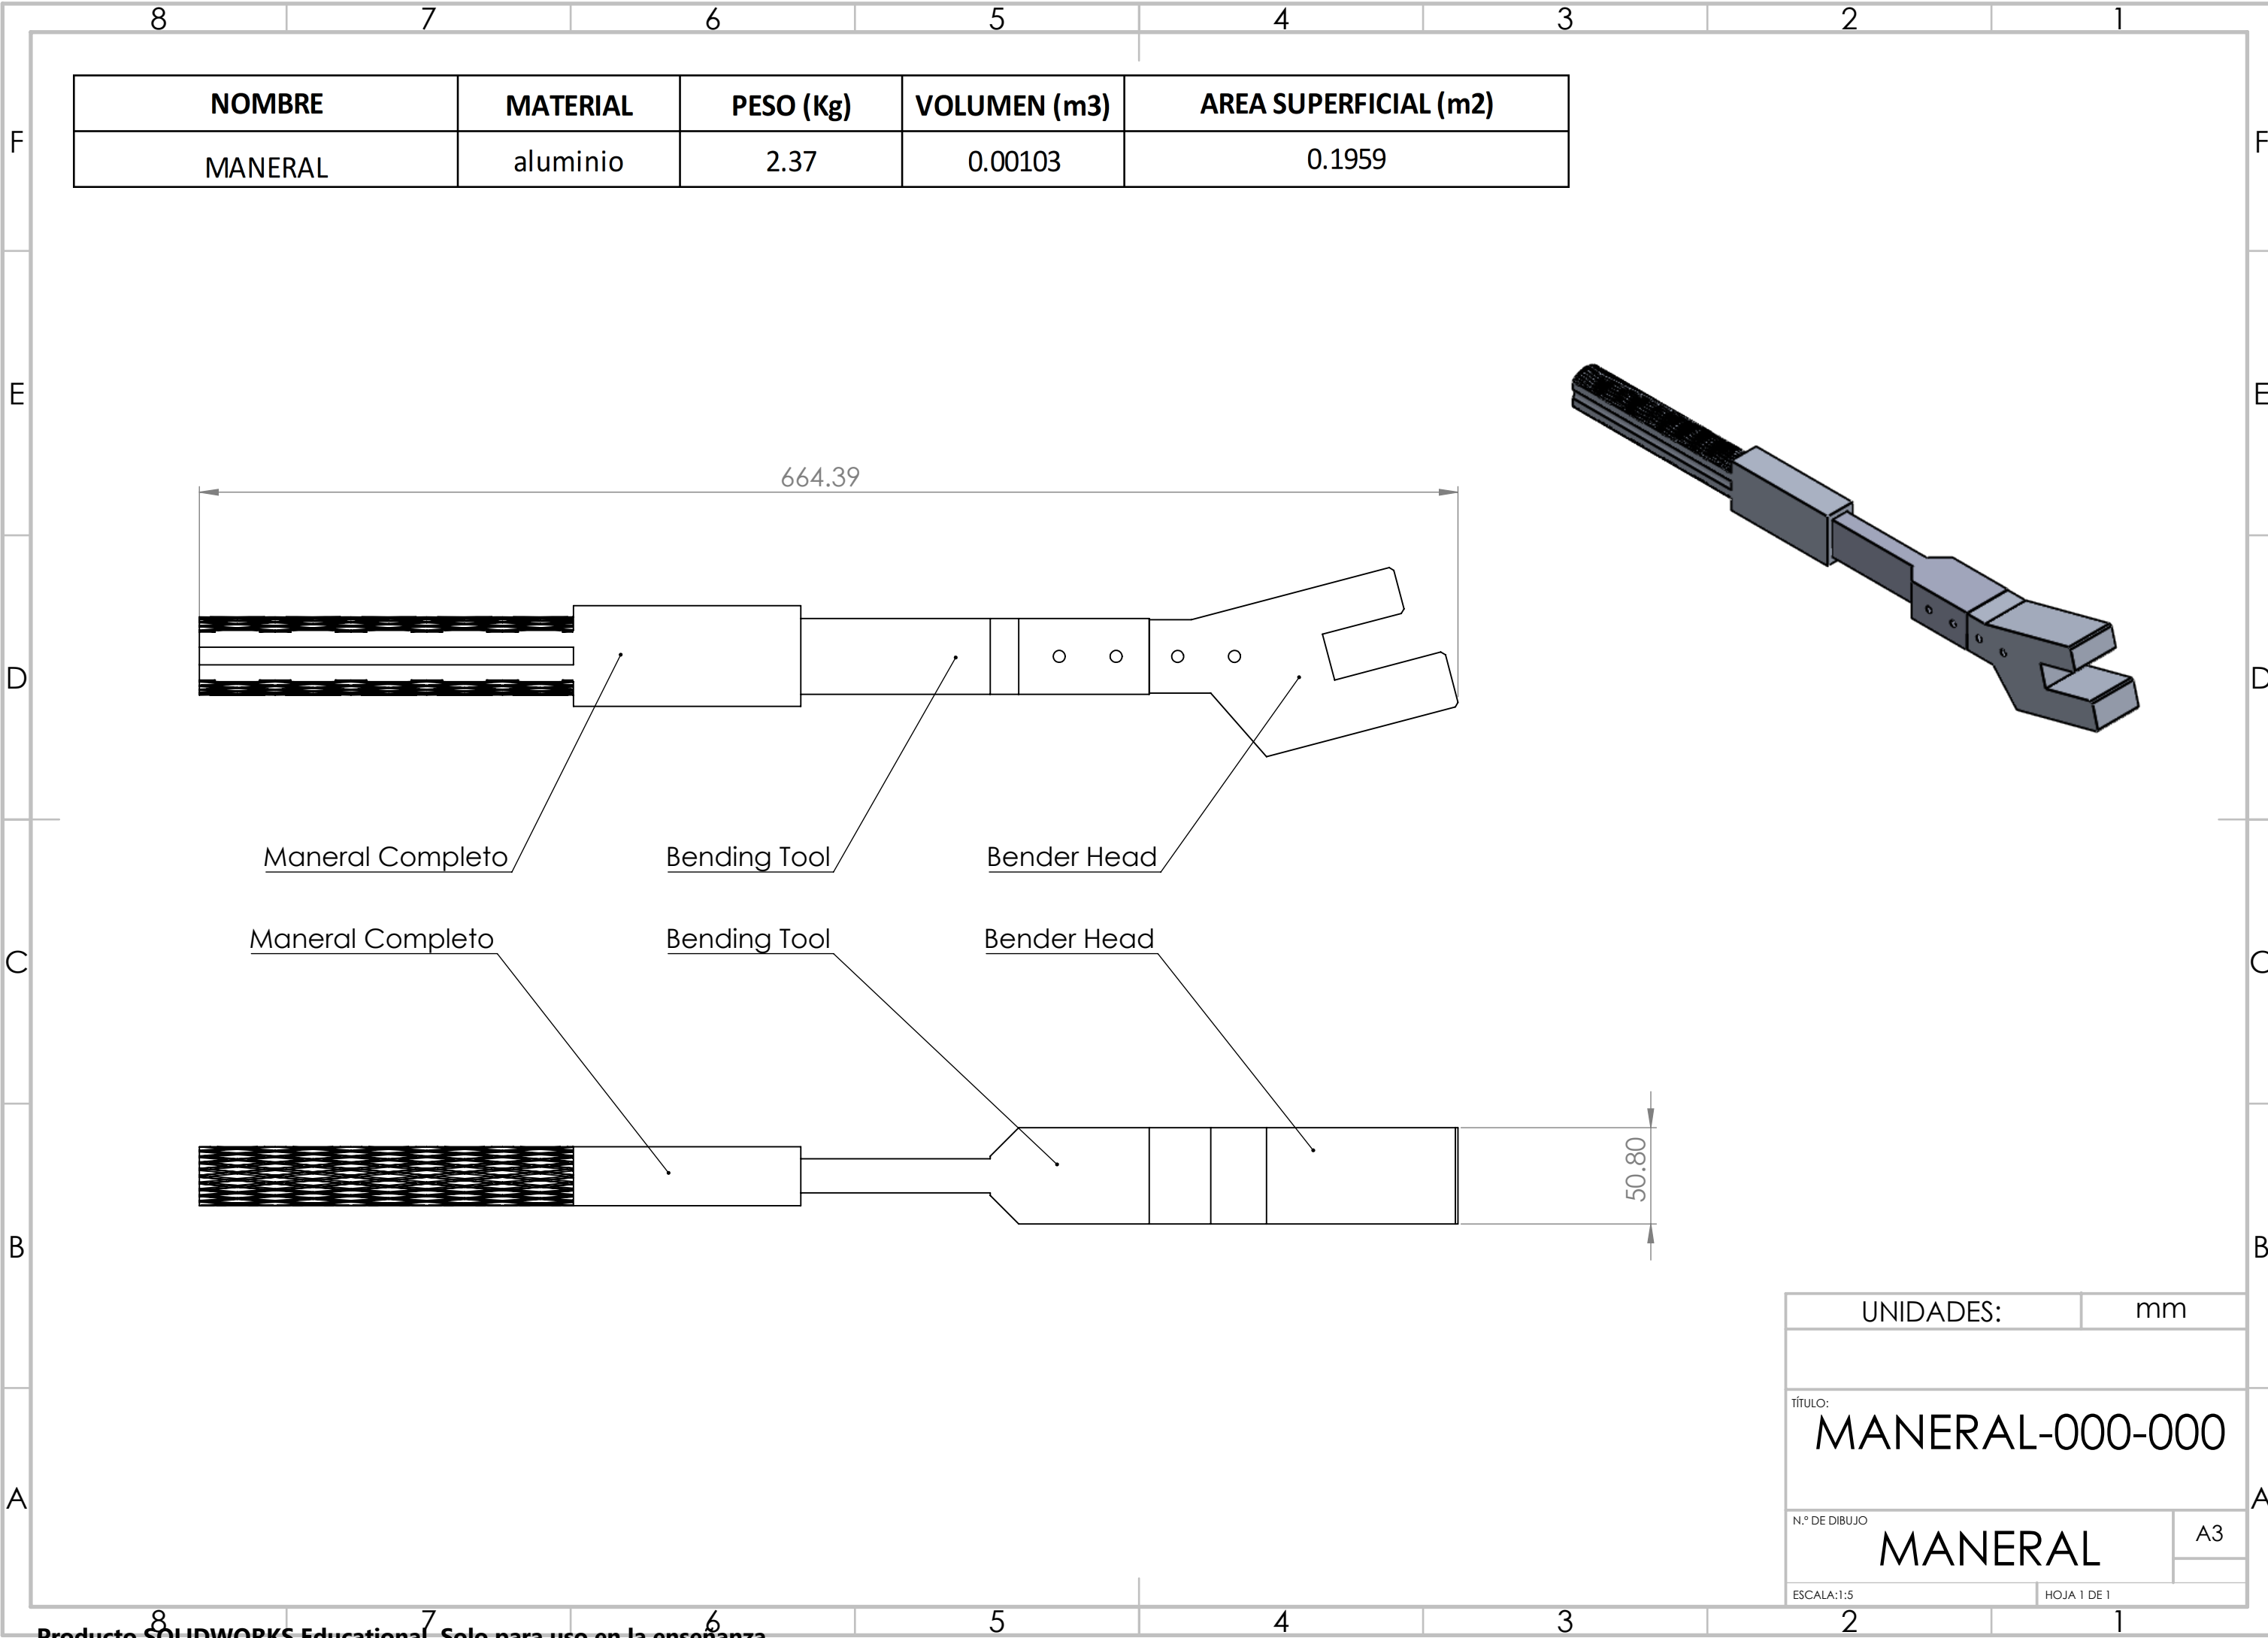 8 7 6 5 4 3 2 1
NOMBRE MATERIAL PESO (Kg) VOLUMEN (m3) AREA SUPERFICIAL (m2)
MANERAL aluminio 2.37 0.00103 0.1959
F F
E E
664.39
D D
Maneral Completo Bending Tool Bender Head
Maneral Completo Bending Tool Bender Head
C C
50.80
B B
UNIDADES: mm
TÍTULO:
MANERAL-000-000
A A
N.º DE DIBUJO
MANERAL A3
ESCALA:1:5 HOJA 1 DE 1
8 7 6 5 4 3 2 1
Producto SOLIDWORKS Educational. Solo para uso en la enseñanza.